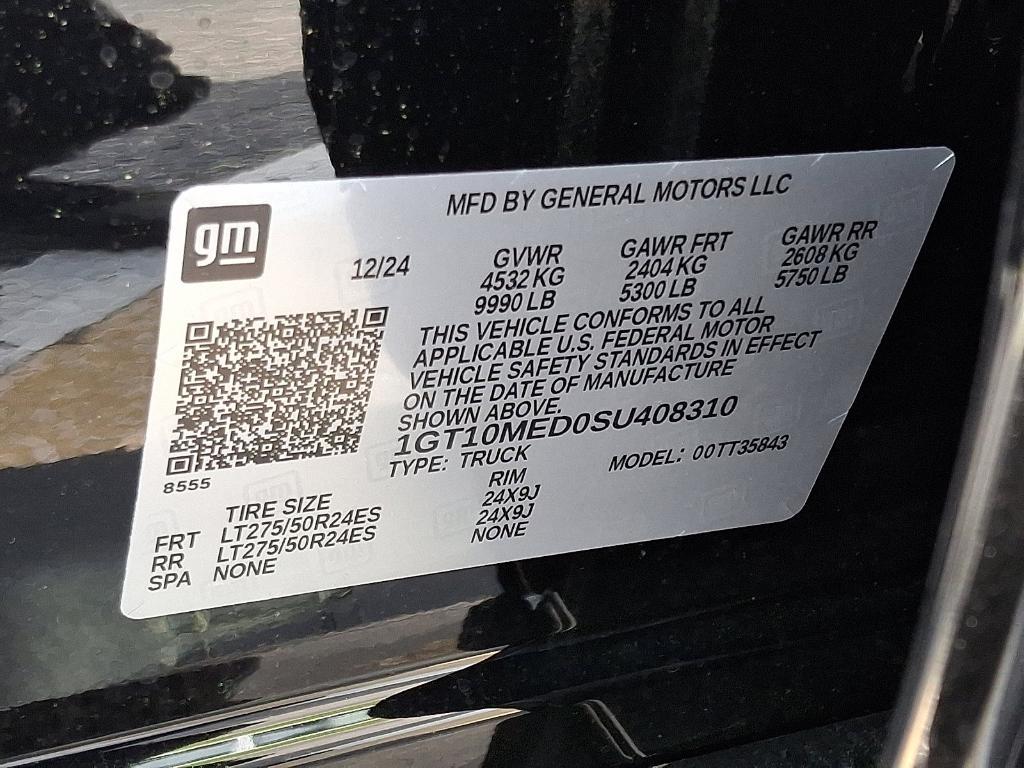 MFD BY GENERAL MOTORS LLC
gm
12/24
GVWR
4532 KG
9990 LB
GAWR FRT
2404 KG
5300 LB
GAWR RR
2608 KG
5750 LB
THIS VEHICLE CONFORMS TO ALL
APPLICABLE U.S. FEDERAL MOTOR
VEHICLE SAFETY STANDARDS IN EFFECT
ON THE DATE OF MANUFACTURE
SHOWN ABOVE.
1GT10MED0SU408310
TYPE: TRUCK
MODEL: 00TT35843
8555
TIRE SIZE RIM
FRT LT275/50R24ES 24X9J
RR LT275/50R24ES 24X9J
SPA NONE NONE